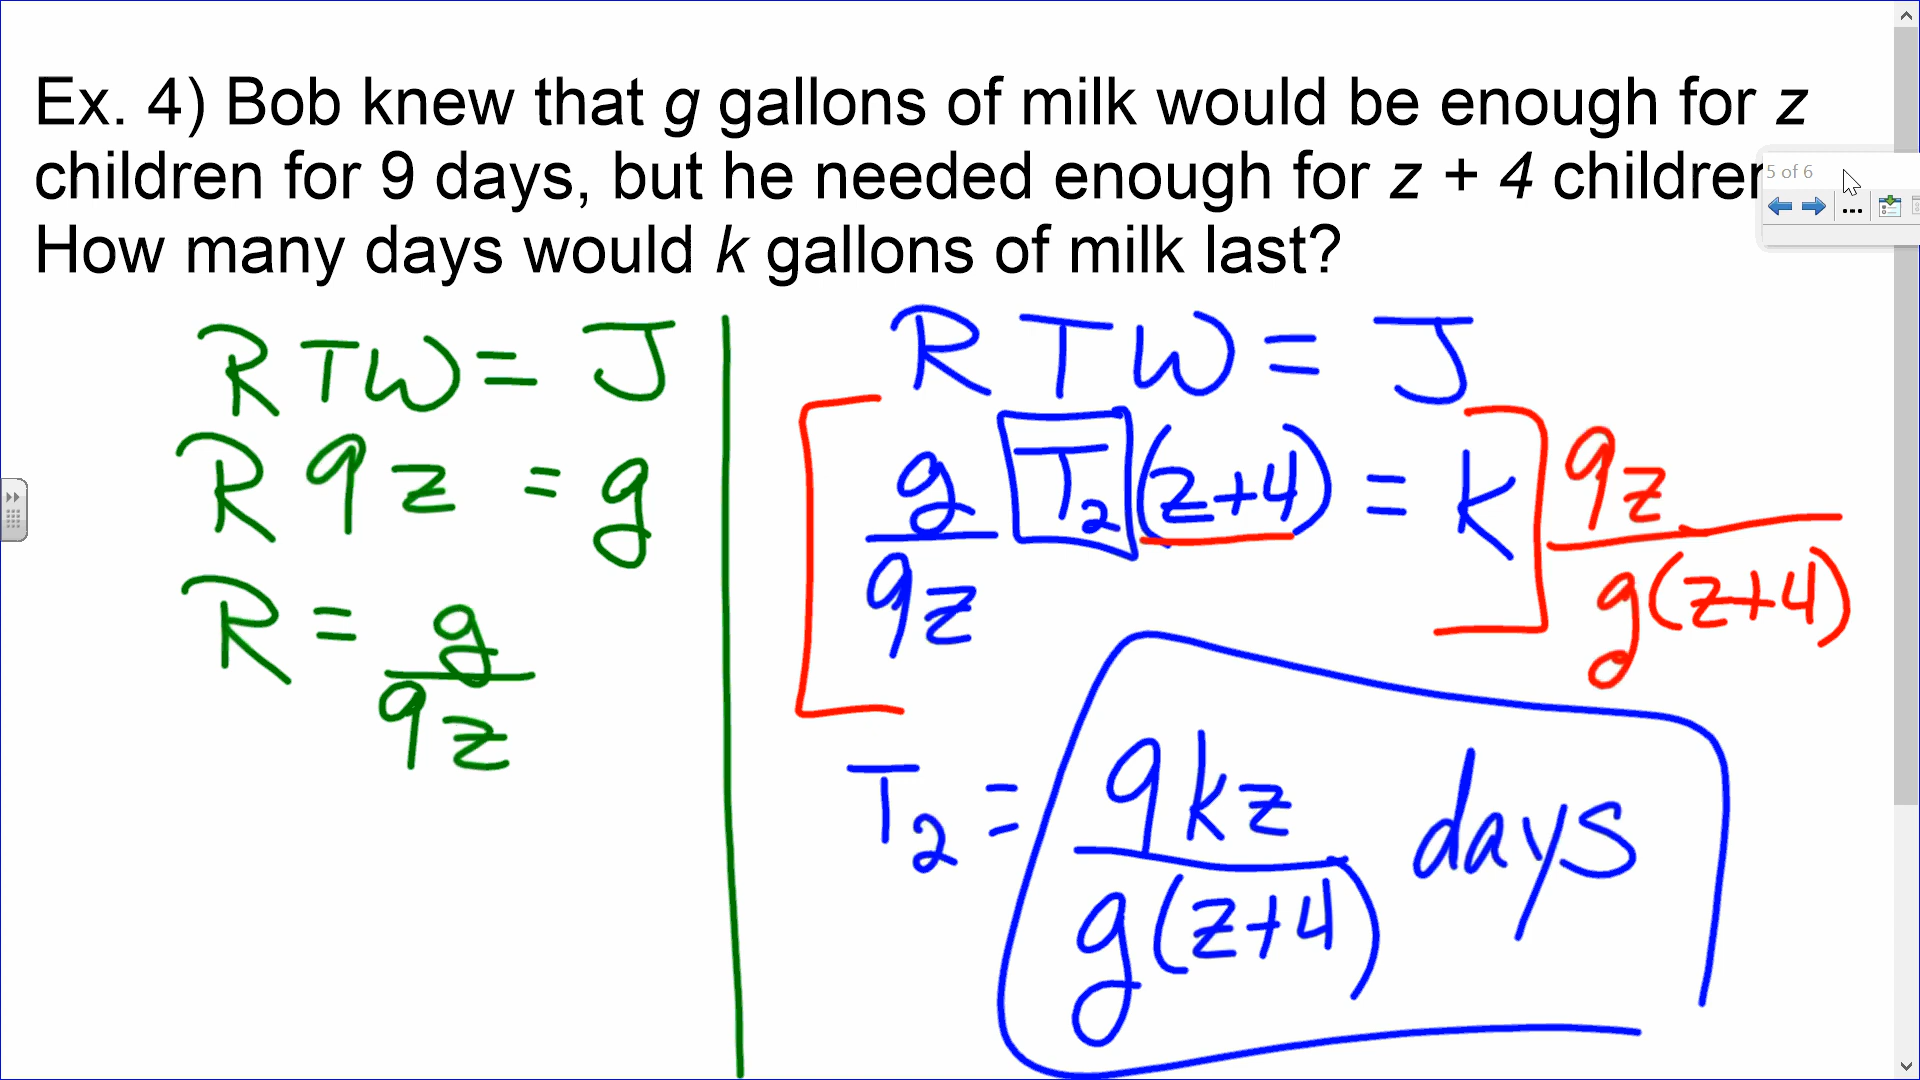 Ex. 4) Bob knew that g gallons of milk would be enough for z
children for 9 days, but he needed enough for z + 4 children
How many days would k gallons of milk last?
5 of 6
RTW = J
R 9 z = g
R = g
9z
RTW = J
g T2 (z+4) = k 9z
9z g(z+4)
T2 = 9kz days
g(z+4)